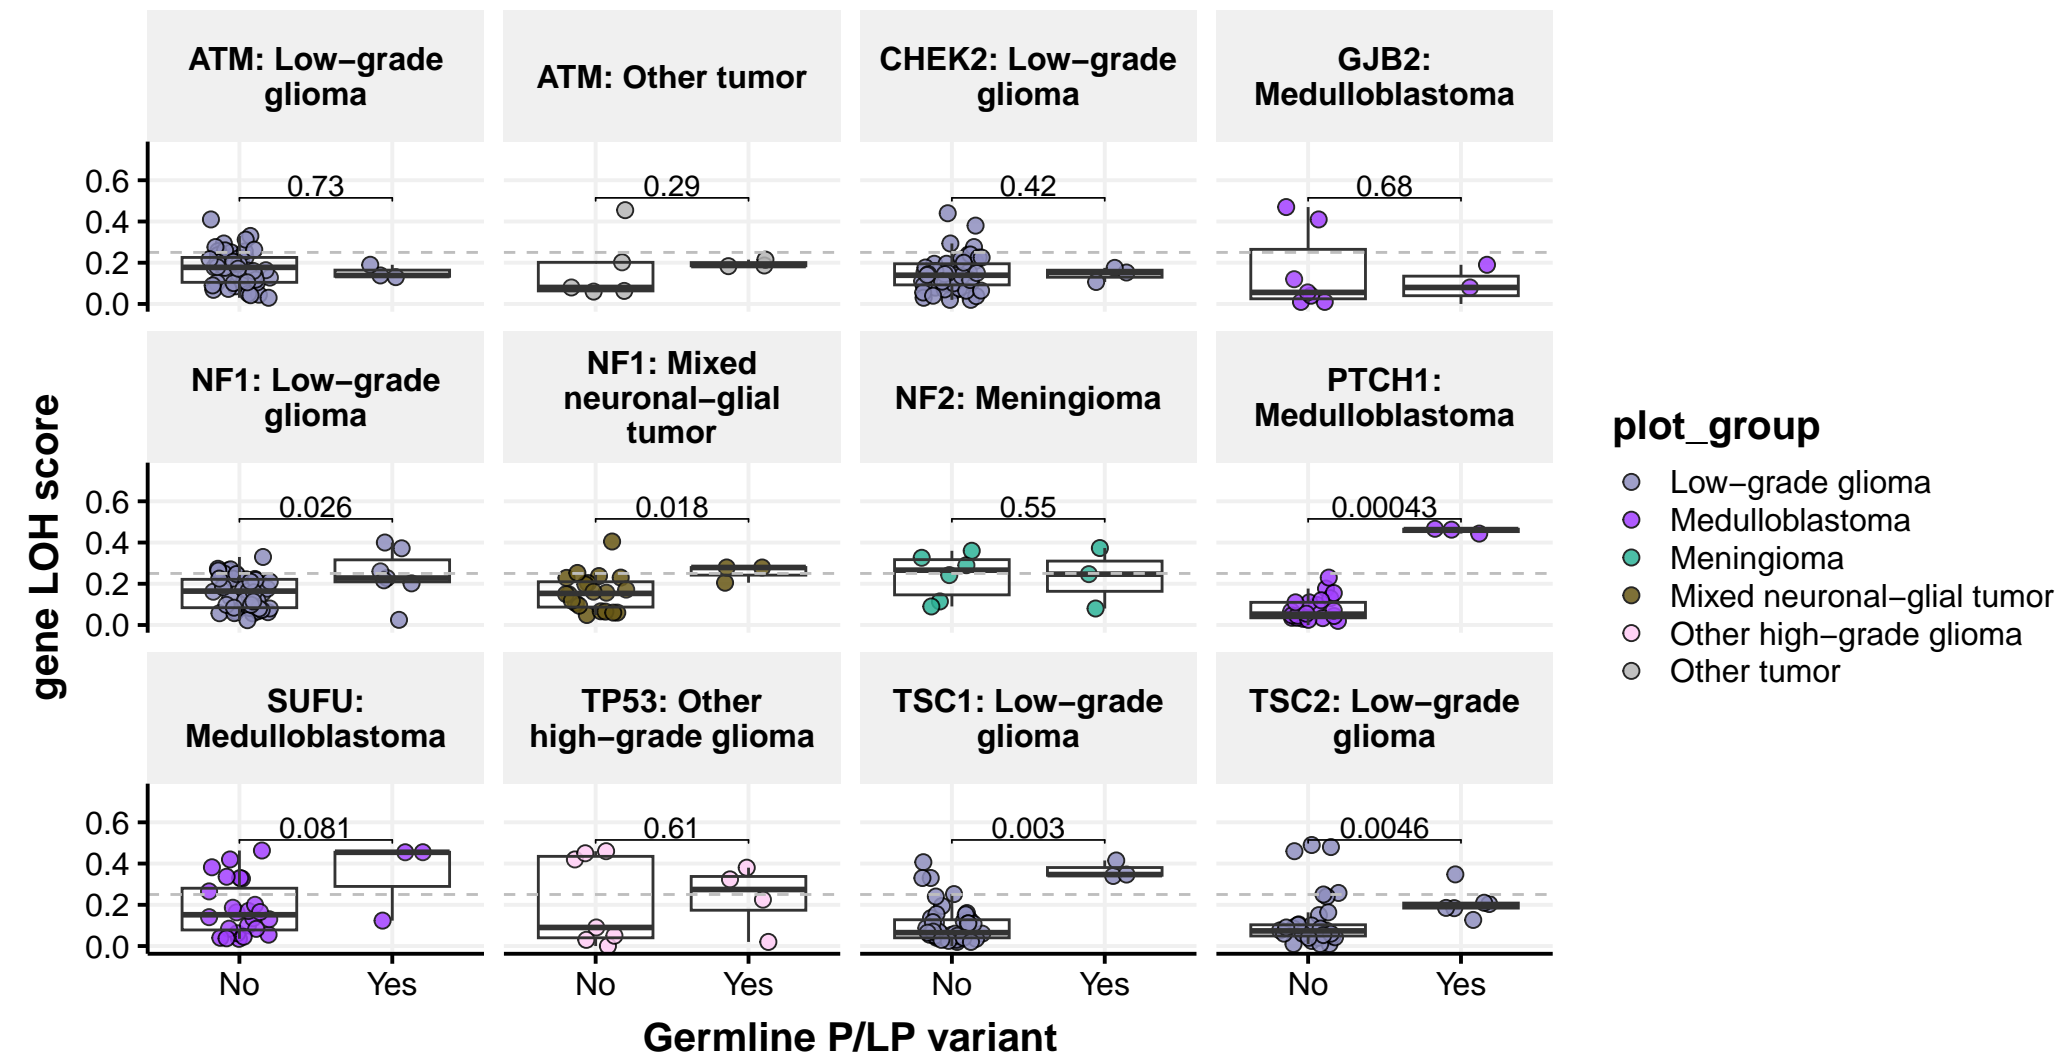 ATM: Low−grade
glioma
ATM: Other tumor
CHEK2: Low−grade
glioma
GJB2:
Medulloblastoma
0.6
0.4
0.2
0.0
0.73
0.29
0.42
0.68
NF1: Low−grade
glioma
NF1: Mixed
neuronal−glial
tumor
NF2: Meningioma
PTCH1:
Medulloblastoma
0.6
0.4
0.2
0.0
0.026
0.018
0.55
0.00043
SUFU:
Medulloblastoma
TP53: Other
high−grade glioma
TSC1: Low−grade
glioma
TSC2: Low−grade
glioma
0.6
0.4
0.2
0.0
0.081
0.61
0.003
0.0046
No Yes
No Yes
No Yes
No Yes
Germline P/LP variant
gene LOH score
plot_group
Low−grade glioma
Medulloblastoma
Meningioma
Mixed neuronal−glial tumor
Other high−grade glioma
Other tumor